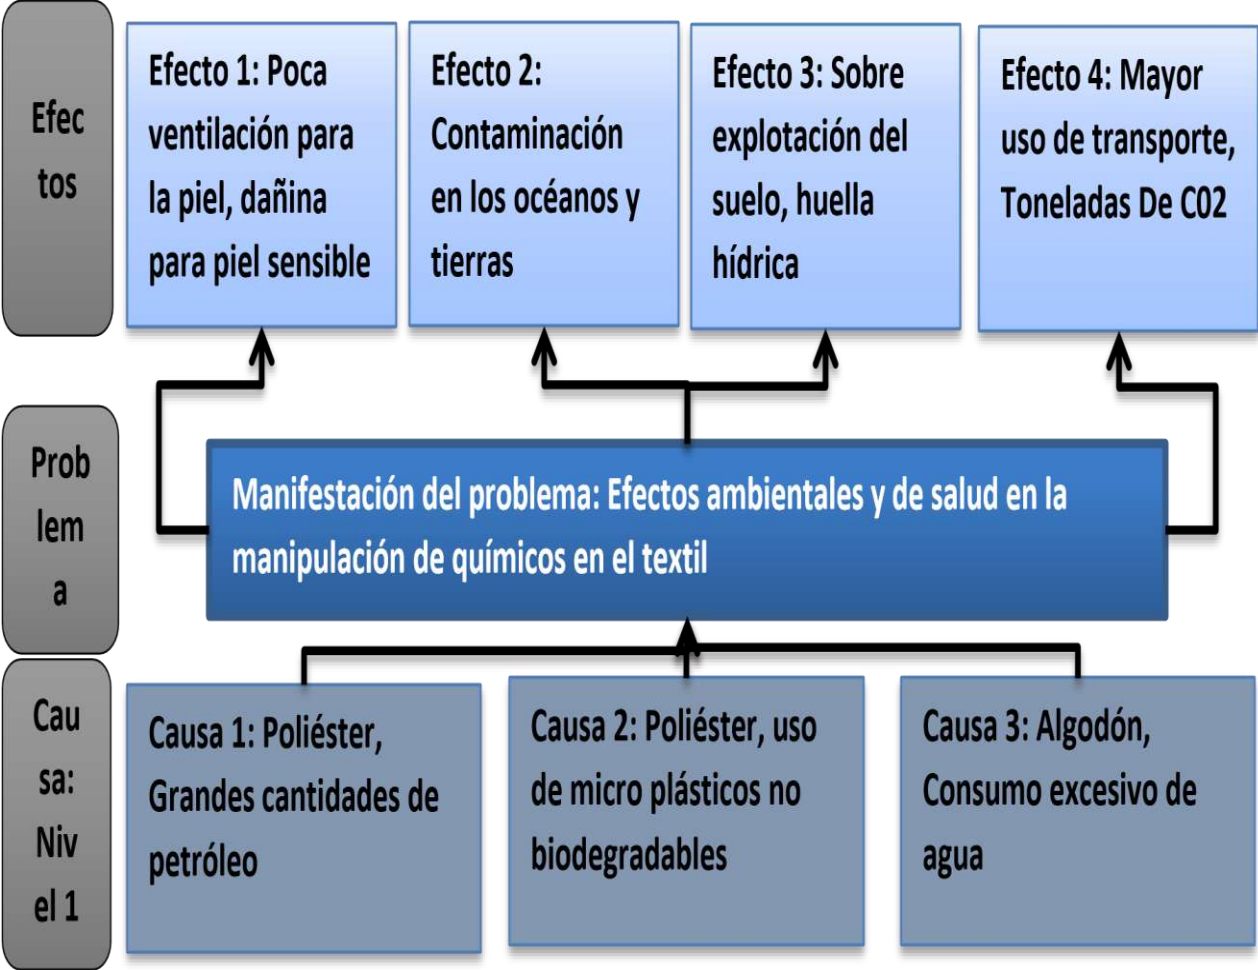 Efec
tos
Efecto 1: Poca
ventilación para
la piel, dañina
para piel sensible
Efecto 2:
Contaminación
en los océanos y
tierras
Efecto 3: Sobre
explotación del
suelo, huella
hídrica
Efecto 4: Mayor
uso de transporte,
Toneladas De C02
Prob
lem
a
Manifestación del problema: Efectos ambientales y de salud en la
manipulación de químicos en el textil
Cau
sa:
Niv
el 1
Causa 1: Poliéster,
Grandes cantidades de
petróleo
Causa 2: Poliéster, uso
de micro plásticos no
biodegradables
Causa 3: Algodón,
Consumo excesivo de
agua